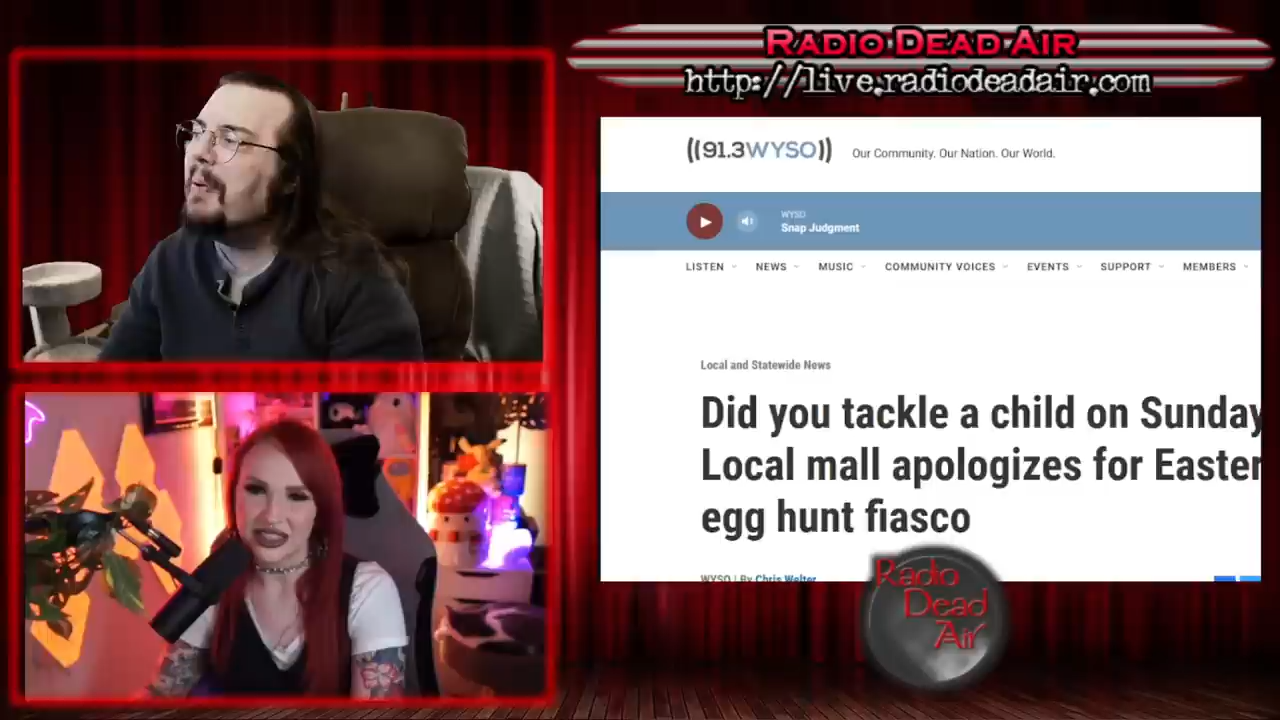 Radio Dead Air
http://live.radiodeadair.com
((91.3WYSO))
Our Community. Our Nation. Our World.
WYSO
Snap Judgment
LISTEN
NEWS
MUSIC
COMMUNITY VOICES
EVENTS
SUPPORT
MEMBERS
Local and Statewide News
Did you tackle a child on Sunday
Local mall apologizes for Easter
egg hunt fiasco
WYSO | By Chris Welter
Radio
Dead
Air